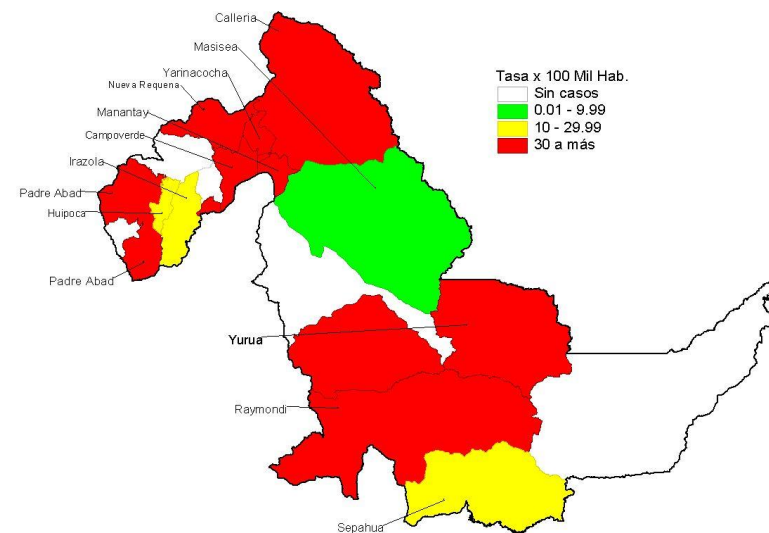 Calleria
Masisea
Yarinacocha
Nueva Requena
Manantay
Campoverde
Irazola
Padre Abad
Huipoca
Padre Abad
Yurua
Raymondi
Sepahua
Tasa x 100 Mil Hab.
Sin casos
0.01 - 9.99
10 - 29.99
30 a más